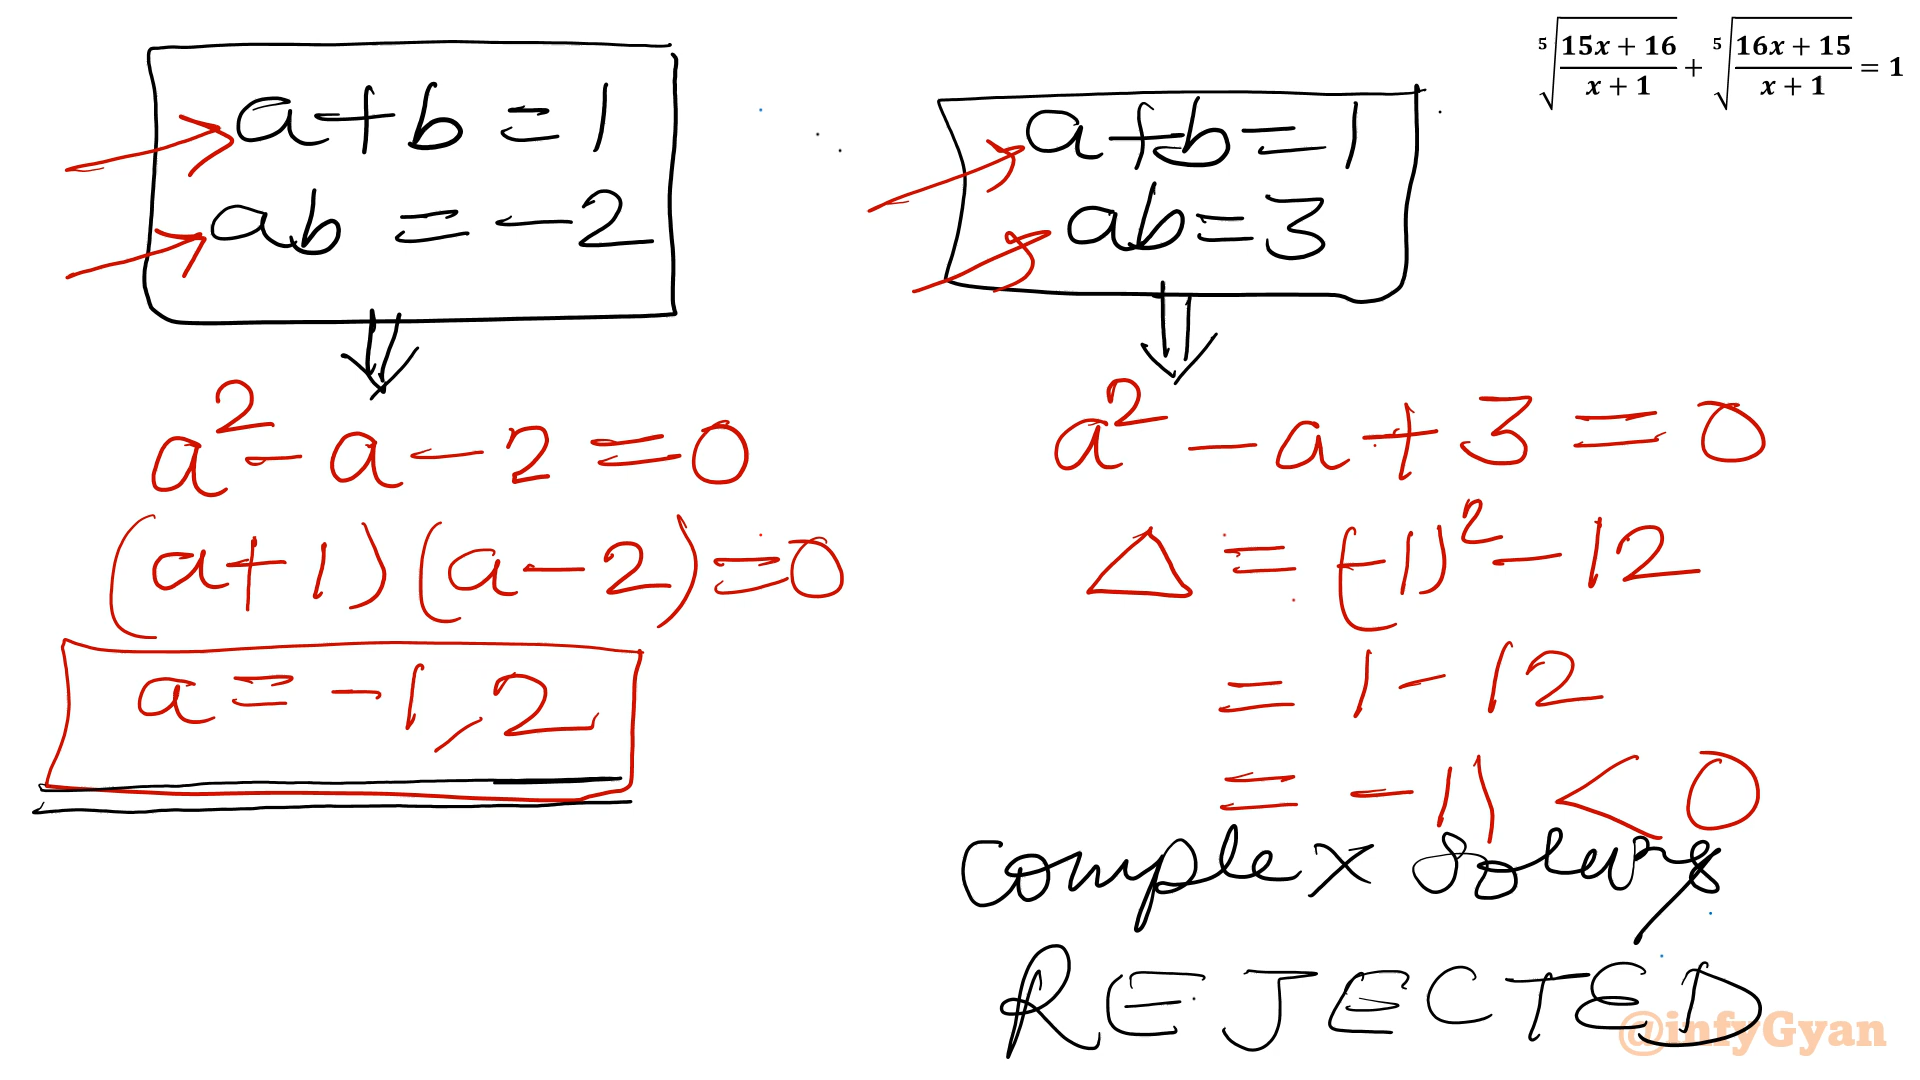 ⁵√((15x + 16)/(x + 1)) + ⁵√((16x + 15)/(x + 1)) = 1
a+b = 1
ab = -2
a² - a - 2 = 0
(a+1) (a-2) = 0
a = -1, 2
a+b = 1
ab = 3
a² - a + 3 = 0
Δ = (-1)² - 12
= 1 - 12
= -11 < 0
complex
REJECTED
@infyGyan